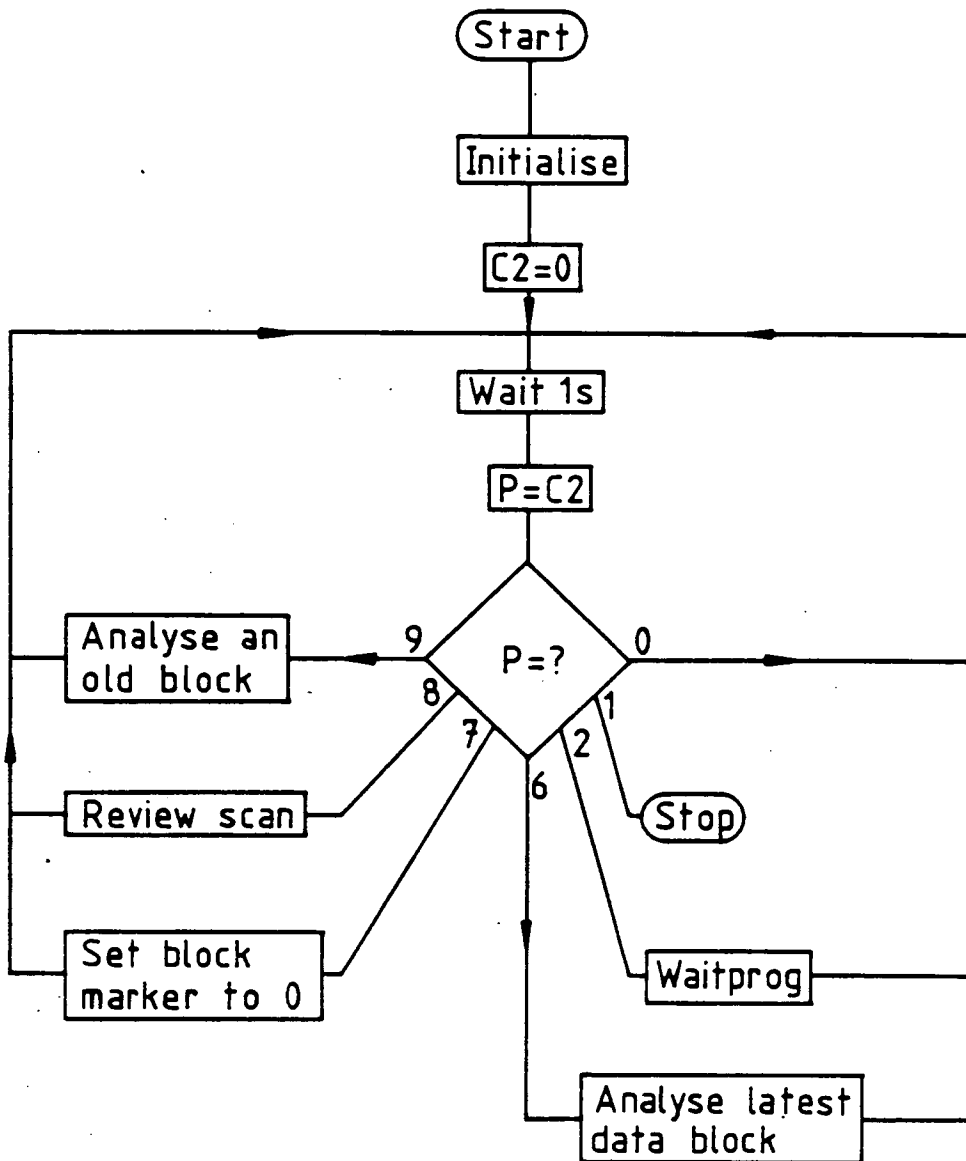 Start
Initialise
C2=0
Wait 1s
P=C2
P=?
9
8
7
6
2
1
0
Analyse an
old block
Review scan
Set block
marker to 0
Stop
Waitprog
Analyse latest
data block